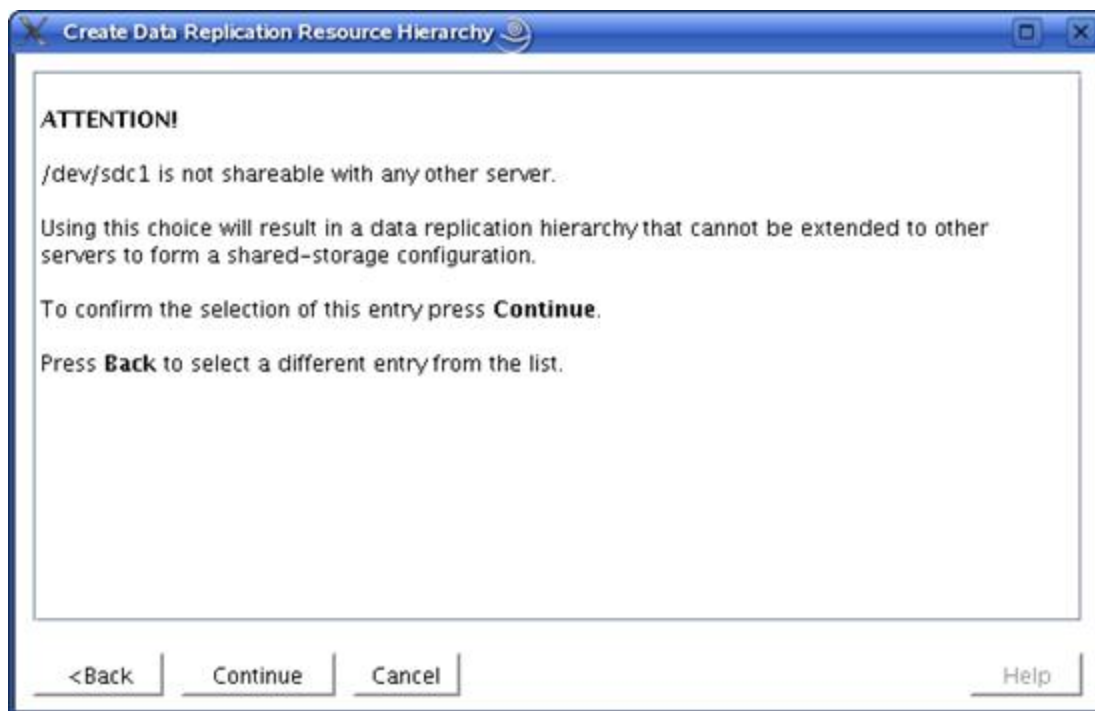 Create Data Replication Resource Hierarchy
ATTENTION!
/dev/sdc1 is not shareable with any other server.
Using this choice will result in a data replication hierarchy that cannot be extended to other
servers to form a shared-storage configuration.
To confirm the selection of this entry press Continue.
Press Back to select a different entry from the list.
<Back Continue Cancel Help